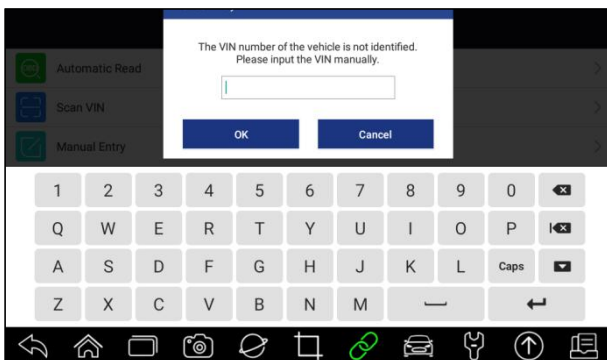 The VIN number of the vehicle is not identified.
Please input the VIN manually.
OK Cancel
Automatic Read
Scan VIN
Manual Entry
1 2 3 4 5 6 7 8 9 0
Q W E R T Y U I O P
A S D F G H J K L Caps
Z X C V B N M